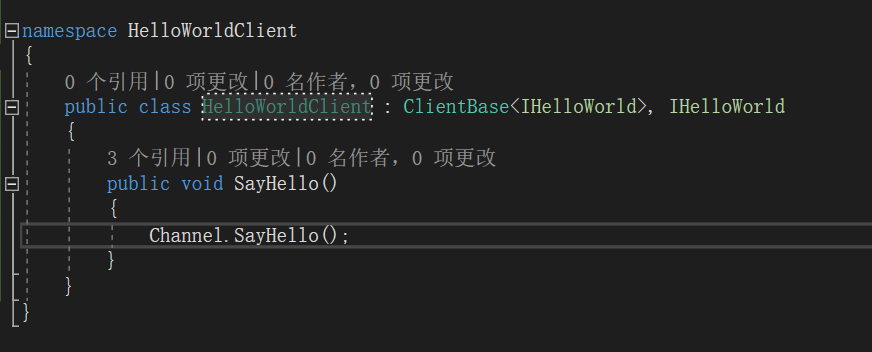 namespace HelloWorldClient
{
0 个引用|0 项更改|0 名作者，0 项更改
public class HelloWorldClient : ClientBase<IHelloWorld>, IHelloWorld
{
3 个引用|0 项更改|0 名作者，0 项更改
public void SayHello()
{
Channel.SayHello();
}
}
}